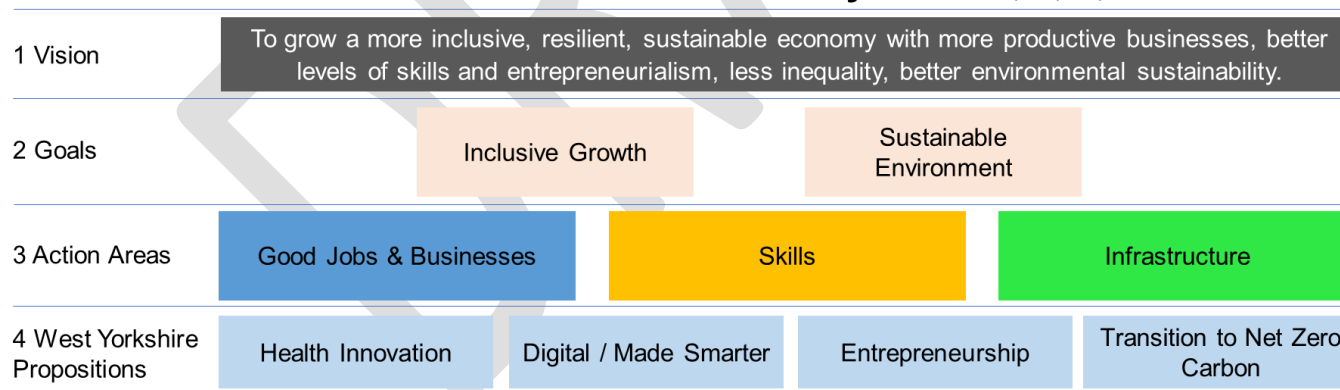 1 Vision
To grow a more inclusive, resilient, sustainable economy with more productive businesses, better
levels of skills and entrepreneurialism, less inequality, better environmental sustainability.
2 Goals
Inclusive Growth
Sustainable
Environment
3 Action Areas
Good Jobs & Businesses
Skills
Infrastructure
4 West Yorkshire
Propositions
Health Innovation
Digital / Made Smarter
Entrepreneurship
Transition to Net Zero
Carbon